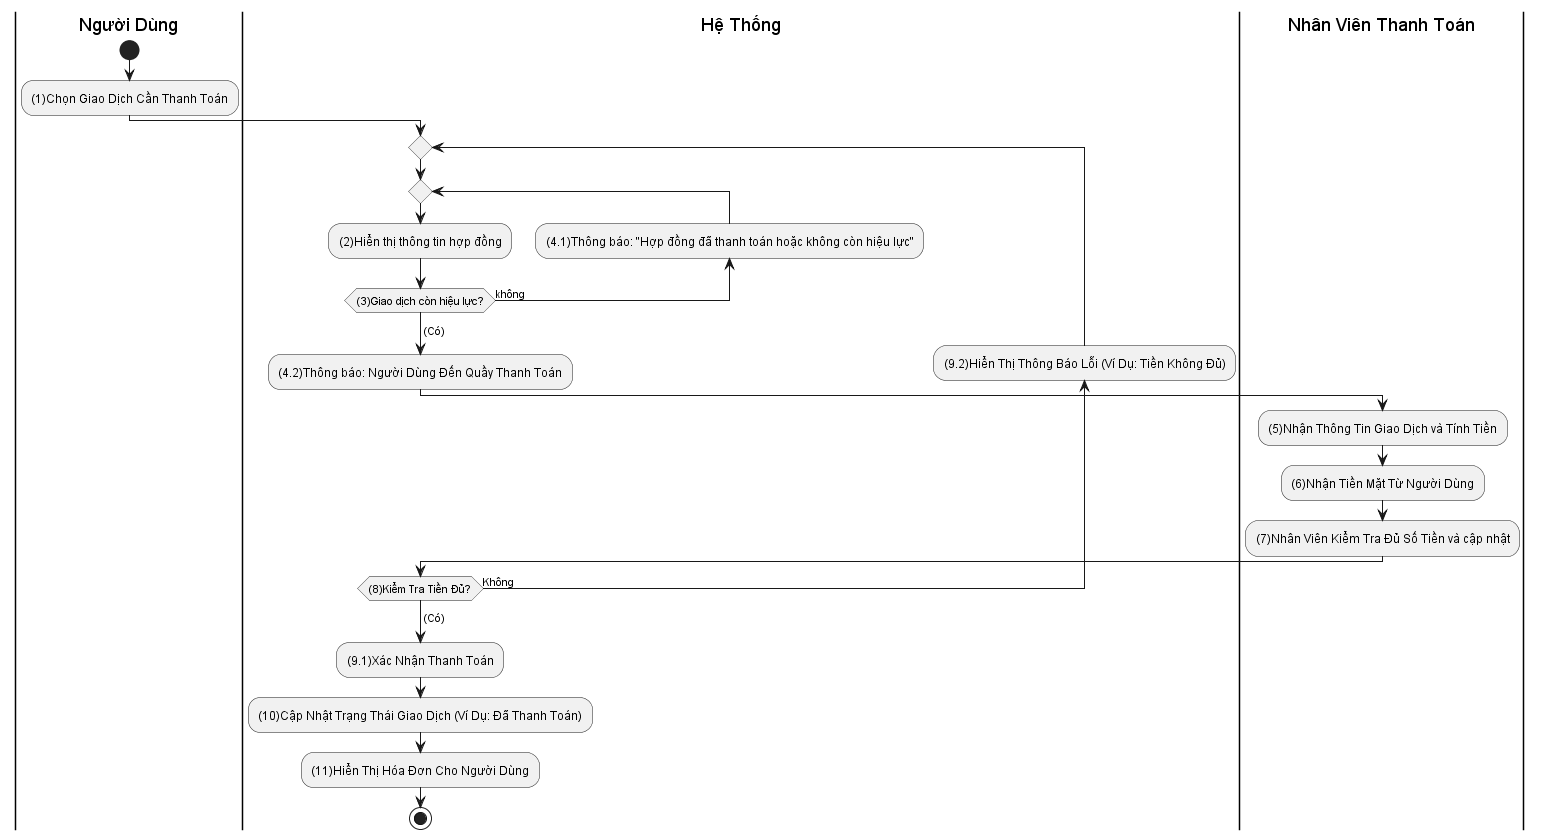 Người Dùng
Hệ Thống
Nhân Viên Thanh Toán
(1)Chọn Giao Dịch Cần Thanh Toán
(2)Hiển thị thông tin hợp đồng
(4.1)Thông báo: "Hợp đồng đã thanh toán hoặc không còn hiệu lực"
(3)Giao dịch còn hiệu lực?
không
(Có)
(4.2)Thông báo: Người Dùng Đến Quầy Thanh Toán
(9.2)Hiển Thị Thông Báo Lỗi (Ví Dụ: Tiền Không Đủ)
(5)Nhận Thông Tin Giao Dịch và Tính Tiền
(6)Nhận Tiền Mặt Từ Người Dùng
(7)Nhân Viên Kiểm Tra Đủ Số Tiền và cập nhật
(8)Kiểm Tra Tiền Đủ?
Không
(Có)
(9.1)Xác Nhận Thanh Toán
(10)Cập Nhật Trạng Thái Giao Dịch (Ví Dụ: Đã Thanh Toán)
(11)Hiển Thị Hóa Đơn Cho Người Dùng